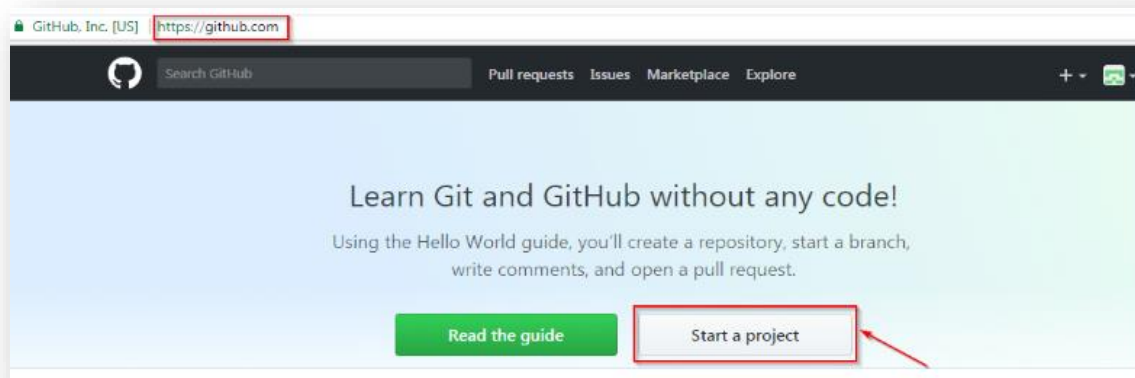 GitHub, Inc. [US] https://github.com
Search GitHub Pull requests Issues Marketplace Explore
Learn Git and GitHub without any code!
Using the Hello World guide, you'll create a repository, start a branch,
write comments, and open a pull request.
Read the guide Start a project